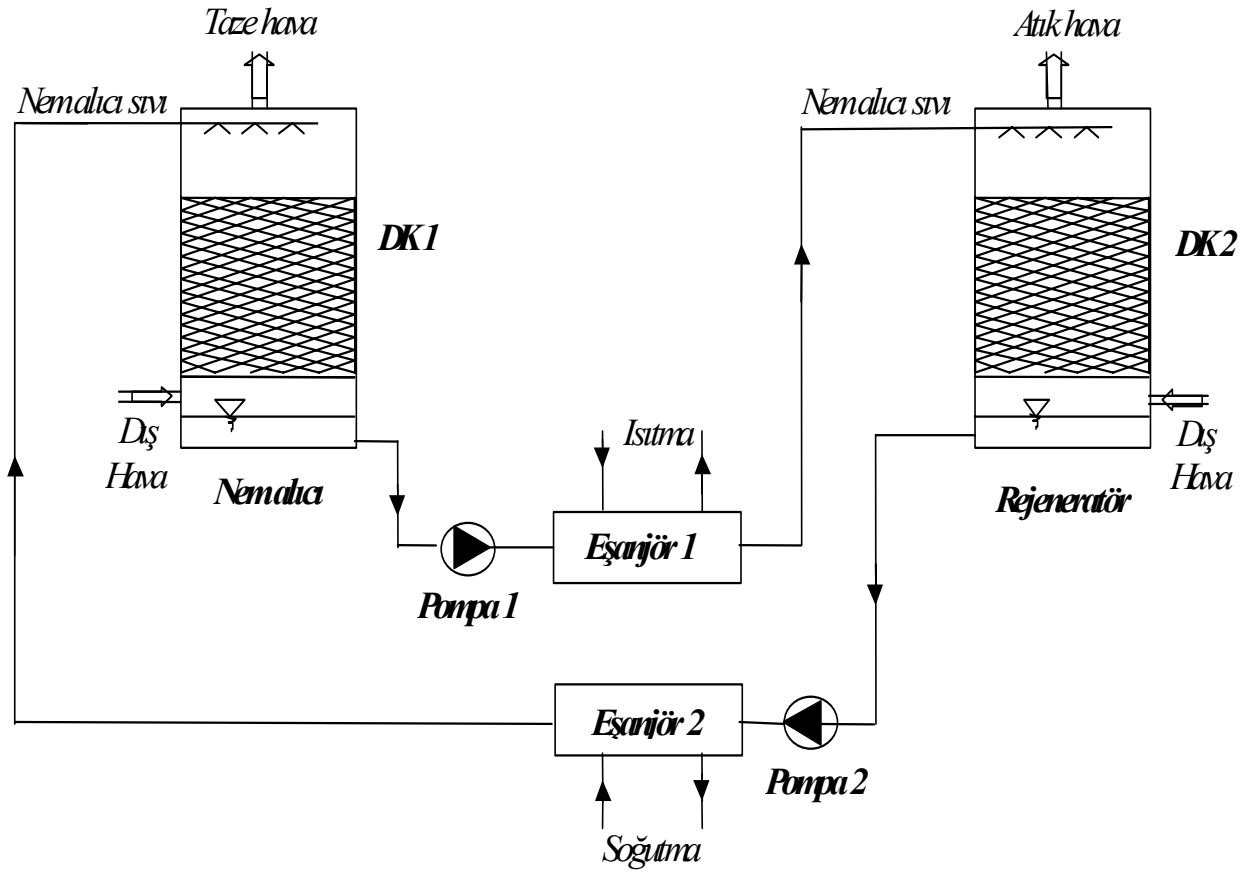 Taze hava
Atık hava
Nemalıcı sıvı
Nemalıcı sıvı
DK1
DK2
Dış
Hava
Nemalıcı
Isıtma
Dış
Hava
Rejeneratör
Eşanjör 1
Pompa 1
Eşanjör 2
Pompa 2
Soğutma